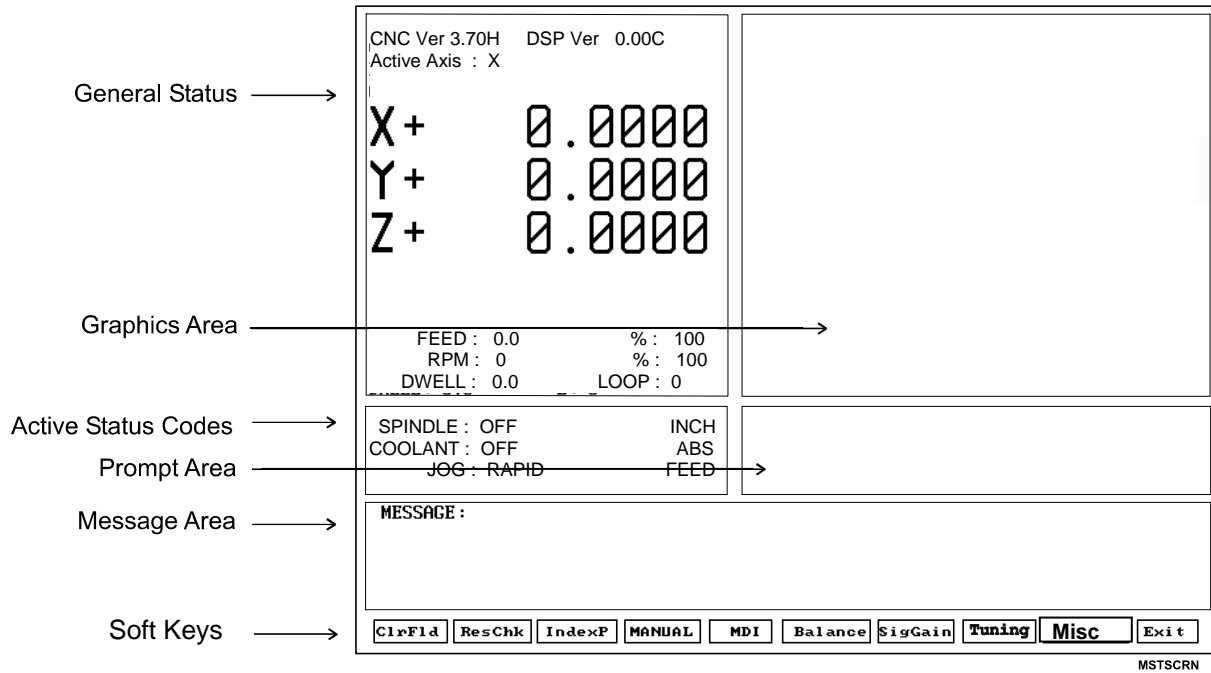 CNC Ver 3.70H DSP Ver 0.00C
Active Axis : X
General Status
X+ 0.0000
Y+ 0.0000
Z+ 0.0000
Graphics Area
FEED : 0.0 % : 100
RPM : 0 % : 100
DWELL : 0.0 LOOP : 0
Active Status Codes
SPINDLE : OFF INCH
COOLANT : OFF ABS
Prompt Area
JOG : RAPID FEED
Message Area
MESSAGE :
Soft Keys
ClrFld ResChk IndexP MANUAL MDI Balance SigGain Tuning Misc Exit
MSTSCRN